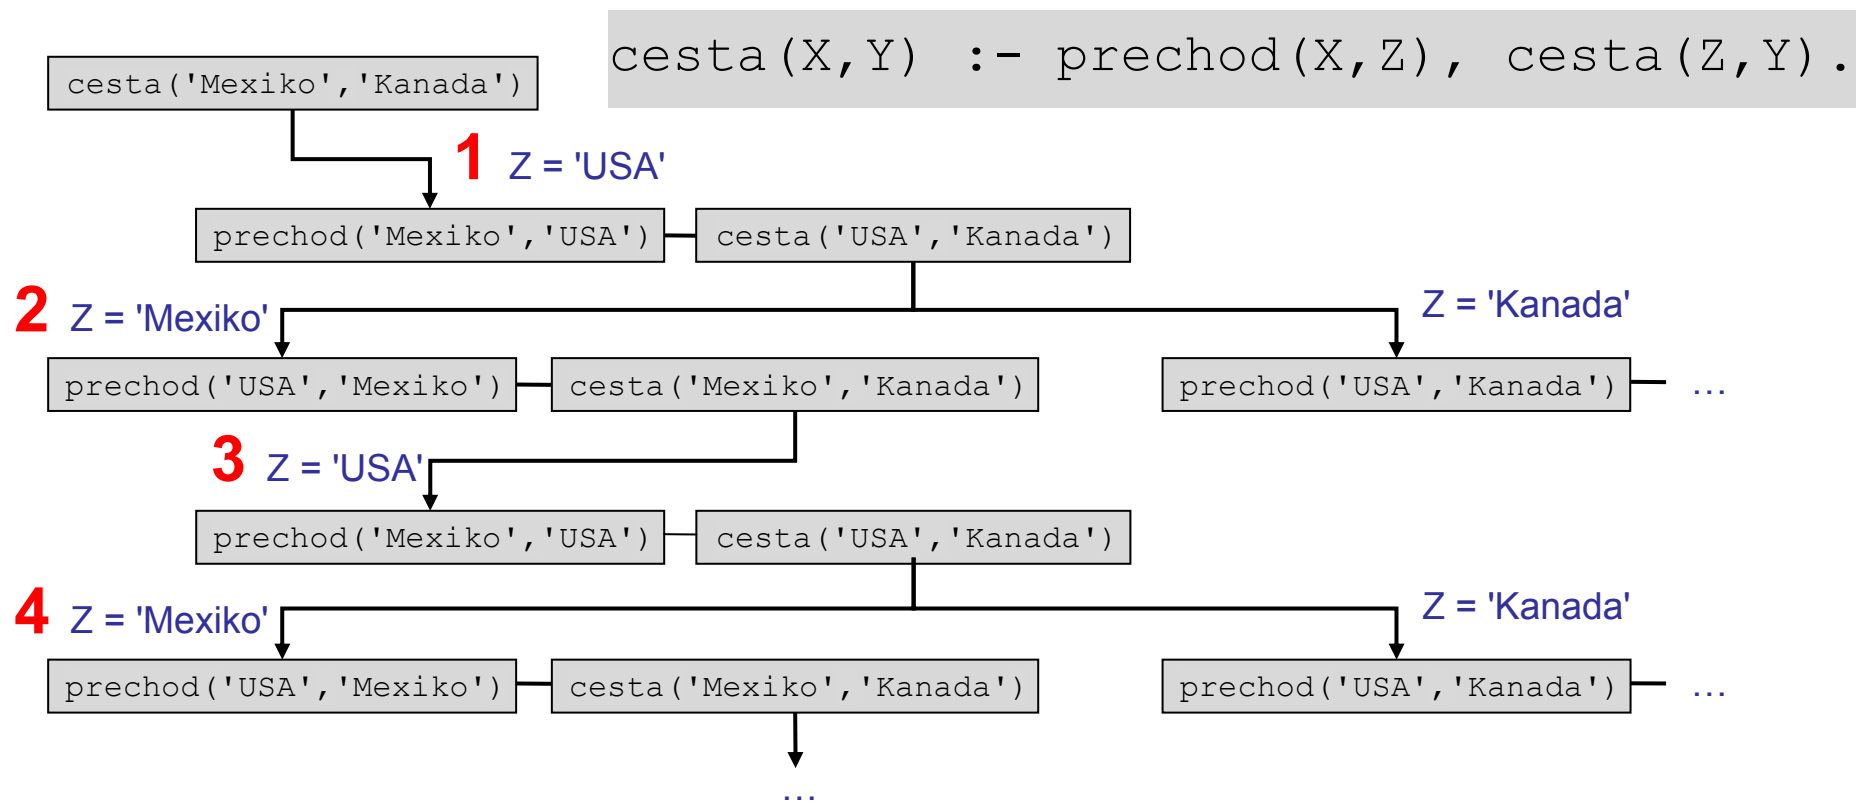 cesta(X,Y) :- prechod(X,Z), cesta(Z,Y).
cesta('Mexiko','Kanada')
1 Z = 'USA'
prechod('Mexiko','USA') cesta('USA','Kanada')
2 Z = 'Mexiko' Z = 'Kanada'
prechod('USA','Mexiko') cesta('Mexiko','Kanada') prechod('USA','Kanada') ...
3 Z = 'USA'
prechod('Mexiko','USA') cesta('USA','Kanada')
4 Z = 'Mexiko' Z = 'Kanada'
prechod('USA','Mexiko') cesta('Mexiko','Kanada') prechod('USA','Kanada') ...
...